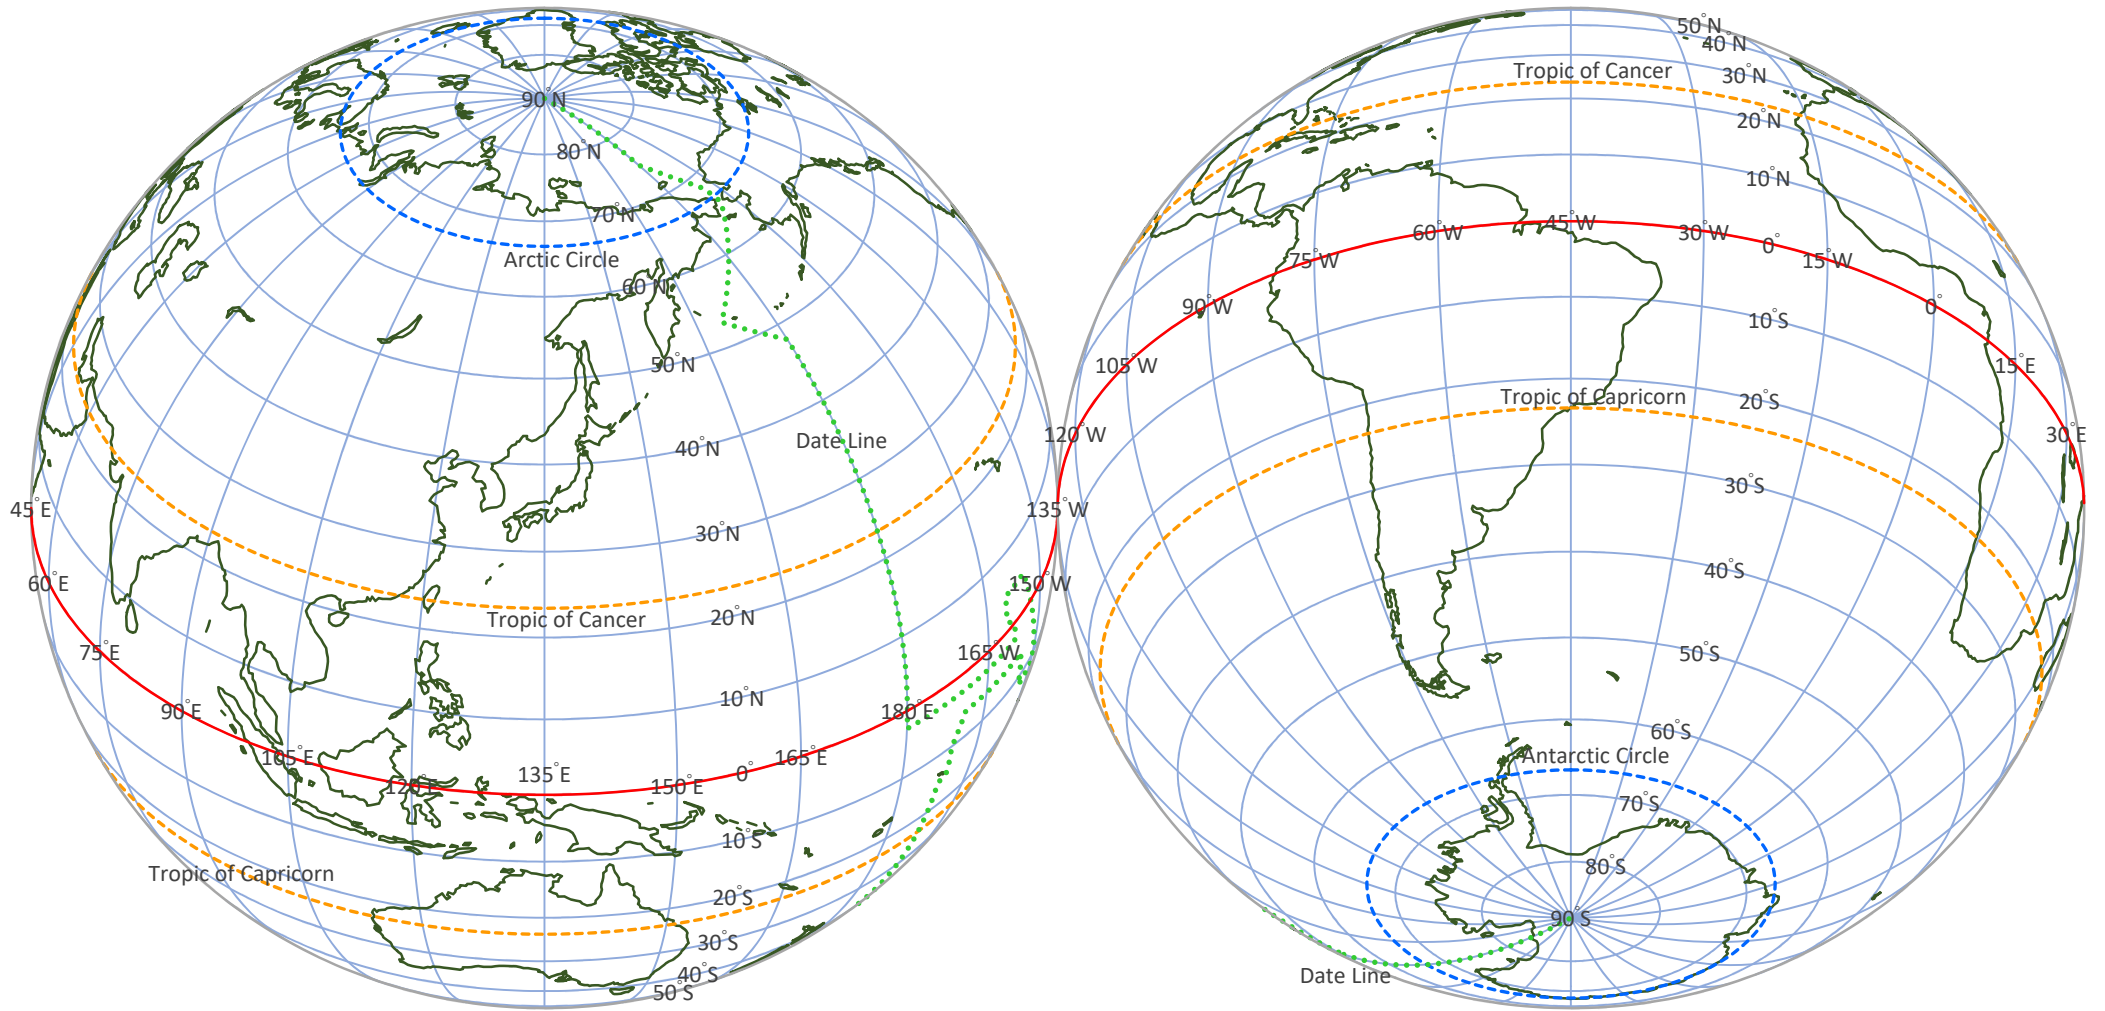 90°N
80°N
70°N
Arctic Circle
60°N
50°N
Date Line
40°N
45°E
30°N
135°W
60°E
150°W
Tropic of Cancer
20°N
75°E
165°W
10°N
90°E
180°E
105°E
165°E
120°E
135°E
150°E
0°
10°S
Tropic of Capricorn
20°S
30°S
40°S
50°S
50°N
40°N
Tropic of Cancer
30°N
20°N
10°N
60°W
45°W
30°W
0°
75°W
15°W
90°W
0°
10°S
105°W
15°E
Tropic of Capricorn
20°S
120°W
30°E
30°S
40°S
50°S
60°S
Antarctic Circle
70°S
80°S
90°S
Date Line